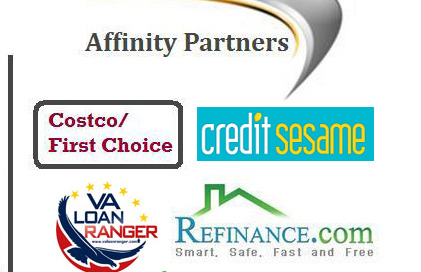 Affinity Partners
Costco/
First Choice
credit sesame
VA
LOAN
RANGER
www.valoanranger.com
REFINANCE.com
Smart, Safe, Fast and Free